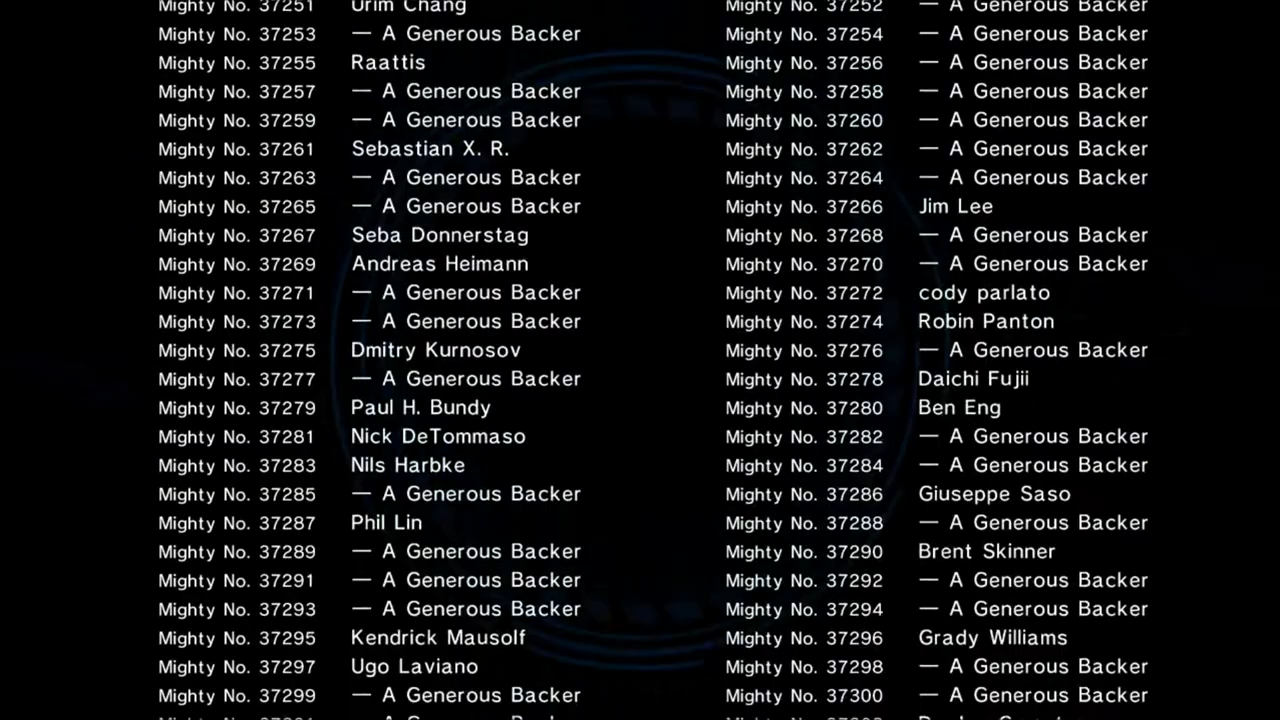 Mighty No. 37251 Urim Chang Mighty No. 37252 — A Generous Backer
Mighty No. 37253 — A Generous Backer Mighty No. 37254 — A Generous Backer
Mighty No. 37255 Raattis Mighty No. 37256 — A Generous Backer
Mighty No. 37257 — A Generous Backer Mighty No. 37258 — A Generous Backer
Mighty No. 37259 — A Generous Backer Mighty No. 37260 — A Generous Backer
Mighty No. 37261 Sebastian X. R. Mighty No. 37262 — A Generous Backer
Mighty No. 37263 — A Generous Backer Mighty No. 37264 — A Generous Backer
Mighty No. 37265 — A Generous Backer Mighty No. 37266 Jim Lee
Mighty No. 37267 Seba Donnerstag Mighty No. 37268 — A Generous Backer
Mighty No. 37269 Andreas Heimann Mighty No. 37270 — A Generous Backer
Mighty No. 37271 — A Generous Backer Mighty No. 37272 cody parlato
Mighty No. 37273 — A Generous Backer Mighty No. 37274 Robin Panton
Mighty No. 37275 Dmitry Kurnosov Mighty No. 37276 — A Generous Backer
Mighty No. 37277 — A Generous Backer Mighty No. 37278 Daichi Fujii
Mighty No. 37279 Paul H. Bundy Mighty No. 37280 Ben Eng
Mighty No. 37281 Nick DeTommaso Mighty No. 37282 — A Generous Backer
Mighty No. 37283 Nils Harbke Mighty No. 37284 — A Generous Backer
Mighty No. 37285 — A Generous Backer Mighty No. 37286 Giuseppe Saso
Mighty No. 37287 Phil Lin Mighty No. 37288 — A Generous Backer
Mighty No. 37289 — A Generous Backer Mighty No. 37290 Brent Skinner
Mighty No. 37291 — A Generous Backer Mighty No. 37292 — A Generous Backer
Mighty No. 37293 — A Generous Backer Mighty No. 37294 — A Generous Backer
Mighty No. 37295 Kendrick Mausolf Mighty No. 37296 Grady Williams
Mighty No. 37297 Ugo Laviano Mighty No. 37298 — A Generous Backer
Mighty No. 37299 — A Generous Backer Mighty No. 37300 — A Generous Backer